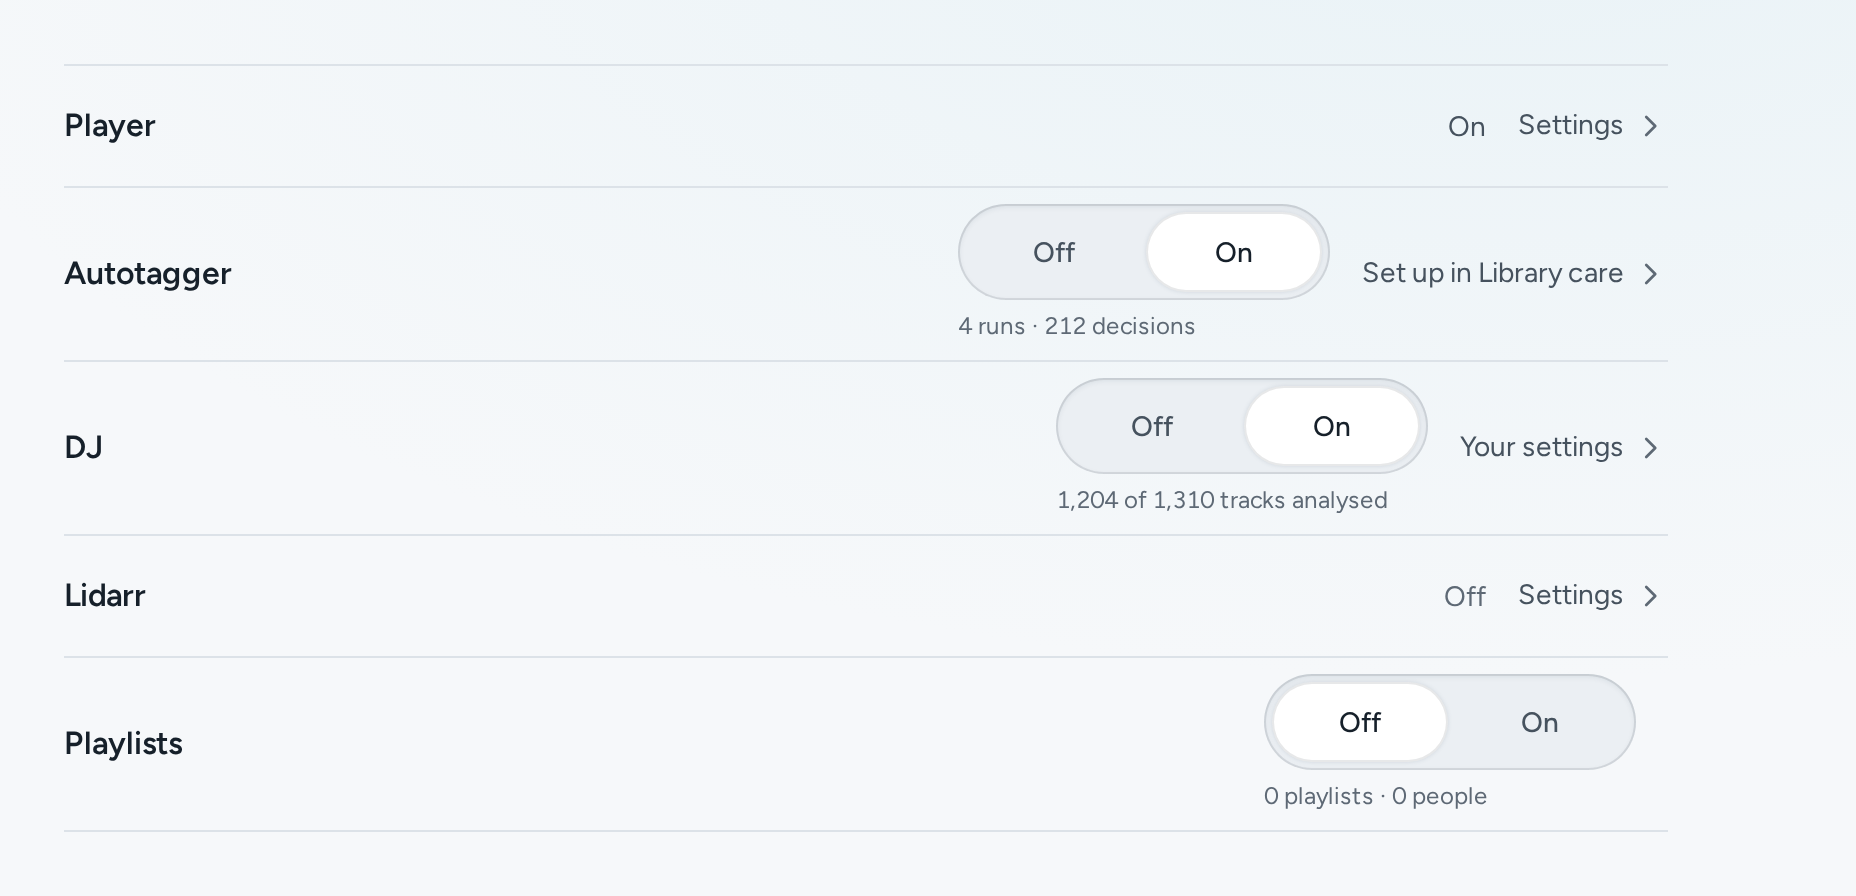 Player On Settings
Autotagger Off On Set up in Library care
4 runs · 212 decisions
DJ Off On Your settings
1,204 of 1,310 tracks analysed
Lidarr Off Settings
Playlists Off On
0 playlists · 0 people